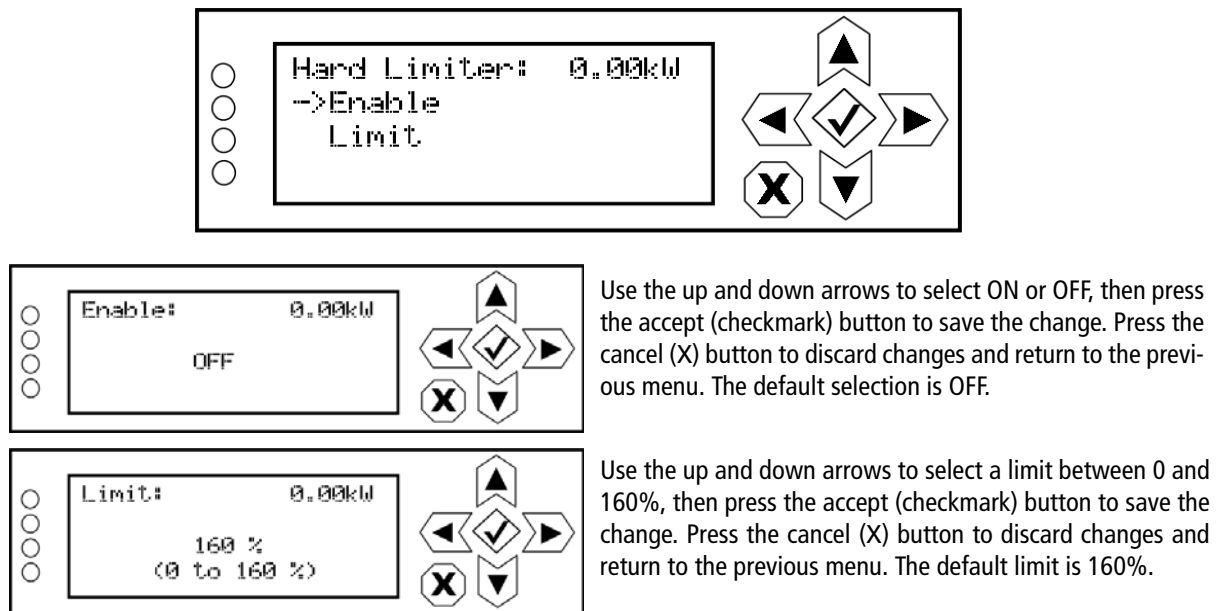 Hard Limiter: 0.00kW
->Enable
Limit
X
Enable: 0.00kW
OFF
X
Use the up and down arrows to select ON or OFF, then press
the accept (checkmark) button to save the change. Press the
cancel (X) button to discard changes and return to the previ-
ous menu. The default selection is OFF.
Limit: 0.00kW
160 %
(0 to 160 %)
X
Use the up and down arrows to select a limit between 0 and
160%, then press the accept (checkmark) button to save the
change. Press the cancel (X) button to discard changes and
return to the previous menu. The default limit is 160%.